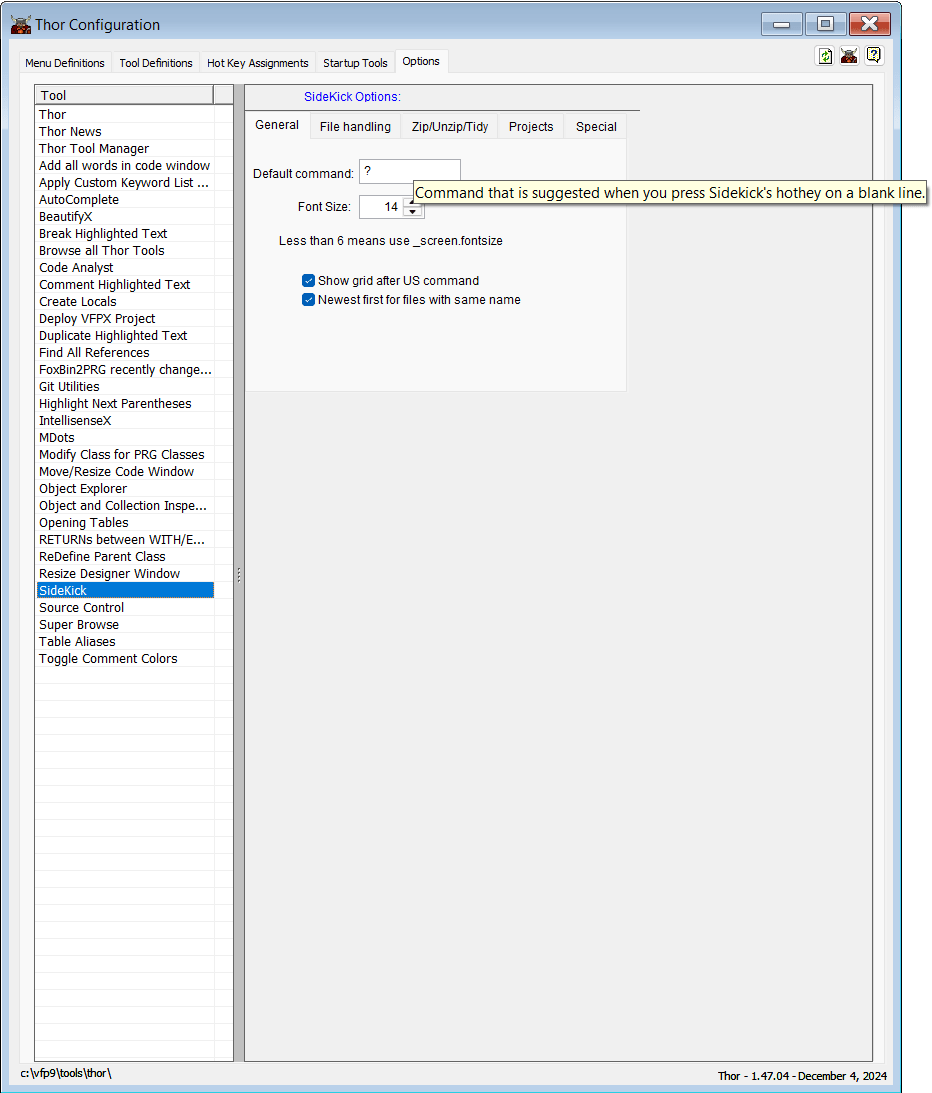 Thor Configuration
Menu Definitions Tool Definitions Hot Key Assignments Startup Tools Options
Tool
Thor
Thor News
Thor Tool Manager
Add all words in code window
Apply Custom Keyword List ...
AutoComplete
BeautifyX
Break Highlighted Text
Browse all Thor Tools
Code Analyst
Comment Highlighted Text
Create Locals
Deploy VFPX Project
Duplicate Highlighted Text
Find All References
FoxBin2PRG recently change...
Git Utilities
Highlight Next Parentheses
IntellisenseX
MDots
Modify Class for PRG Classes
Move/Resize Code Window
Object Explorer
Object and Collection Inspe...
Opening Tables
RETURNs between WITH/E...
ReDefine Parent Class
Resize Designer Window
SideKick
Source Control
Super Browse
Table Aliases
Toggle Comment Colors
SideKick Options:
General File handling Zip/Unzip/Tidy Projects Special
Default command: ?
Command that is suggested when you press Sidekick's hothey on a blank line.
Font Size: 14
Less than 6 means use _screen.fontsize
Show grid after US command
Newest first for files with same name
c:\vfp9\tools\thor\
Thor - 1.47.04 - December 4, 2024